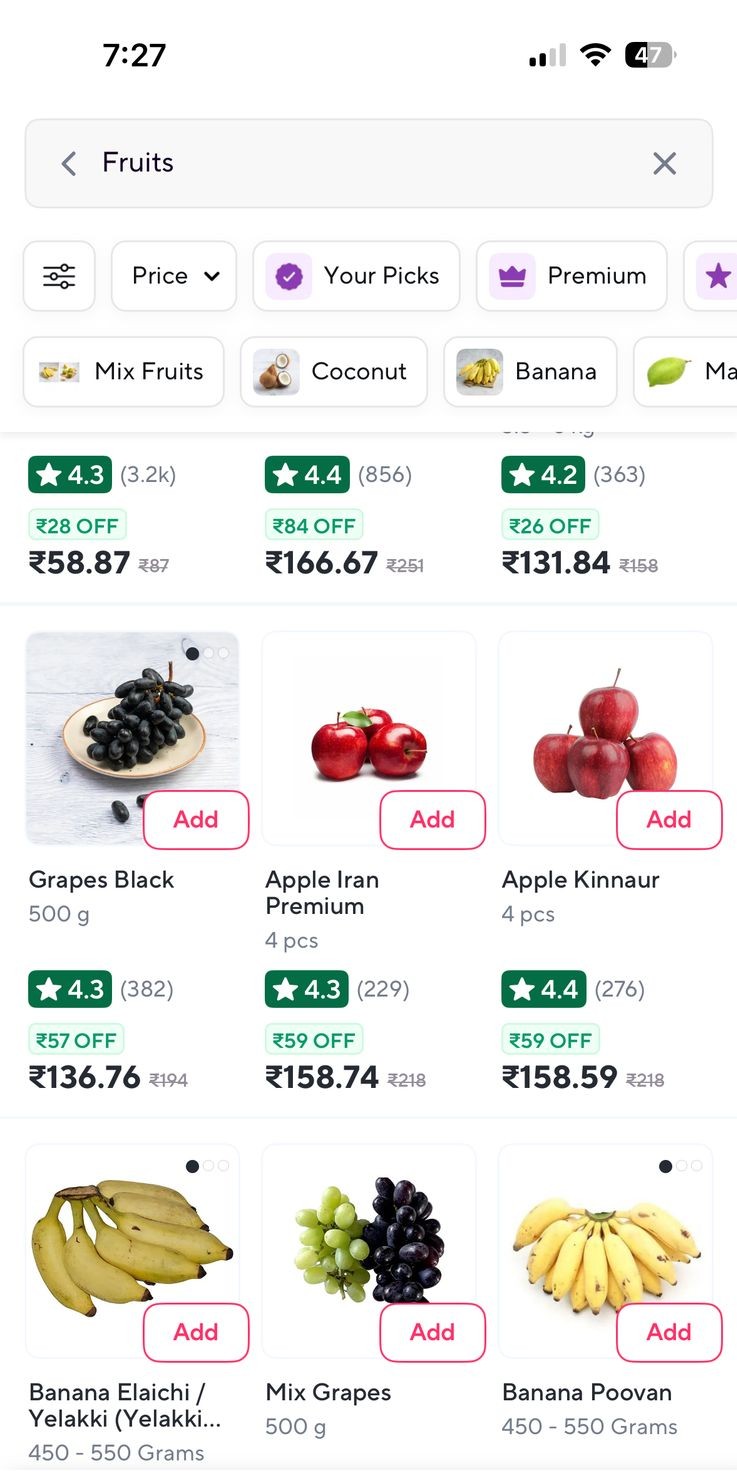 7:27
47
Fruits
Price
Your Picks
Premium
Mix Fruits
Coconut
Banana
Ma
4.3 (3.2k)
4.4 (856)
4.2 (363)
₹28 OFF
₹84 OFF
₹26 OFF
₹58.87 ₹87
₹166.67 ₹251
₹131.84 ₹158
Add
Add
Add
Grapes Black
500 g
Apple Iran
Premium
4 pcs
Apple Kinnaur
4 pcs
4.3 (382)
4.3 (229)
4.4 (276)
₹57 OFF
₹59 OFF
₹59 OFF
₹136.76 ₹194
₹158.74 ₹218
₹158.59 ₹218
Add
Add
Add
Banana Elaichi /
Yelakki (Yelakki...
450 - 550 Grams
Mix Grapes
500 g
Banana Poovan
450 - 550 Grams